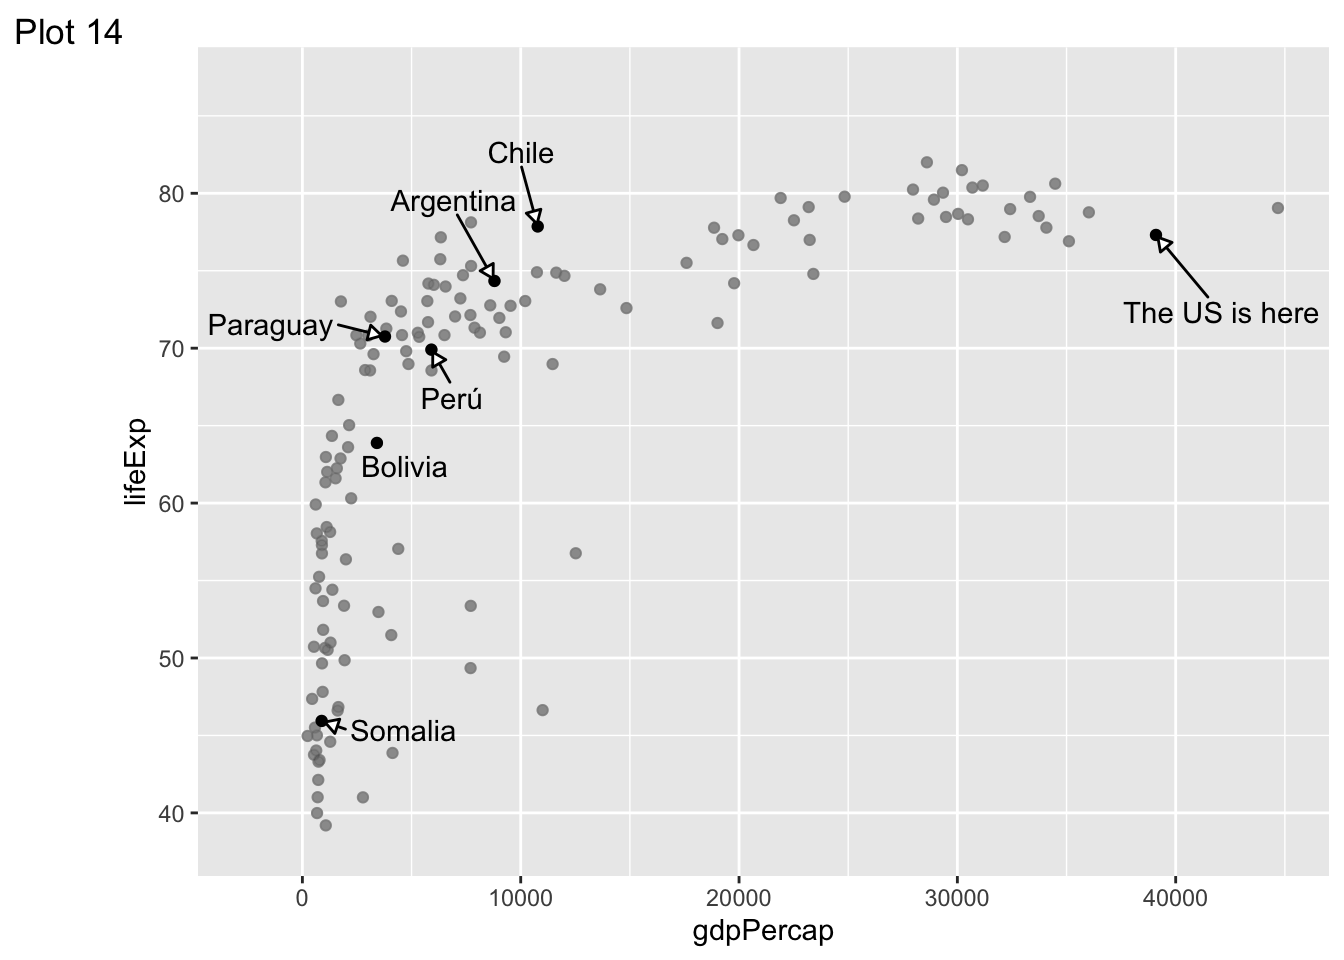 Plot 14
Chile
80
Argentina
The US is here
Paraguay
70
Perú
Bolivia
lifeExp
60
50
Somalia
40
0
10000
20000
30000
40000
gdpPercap